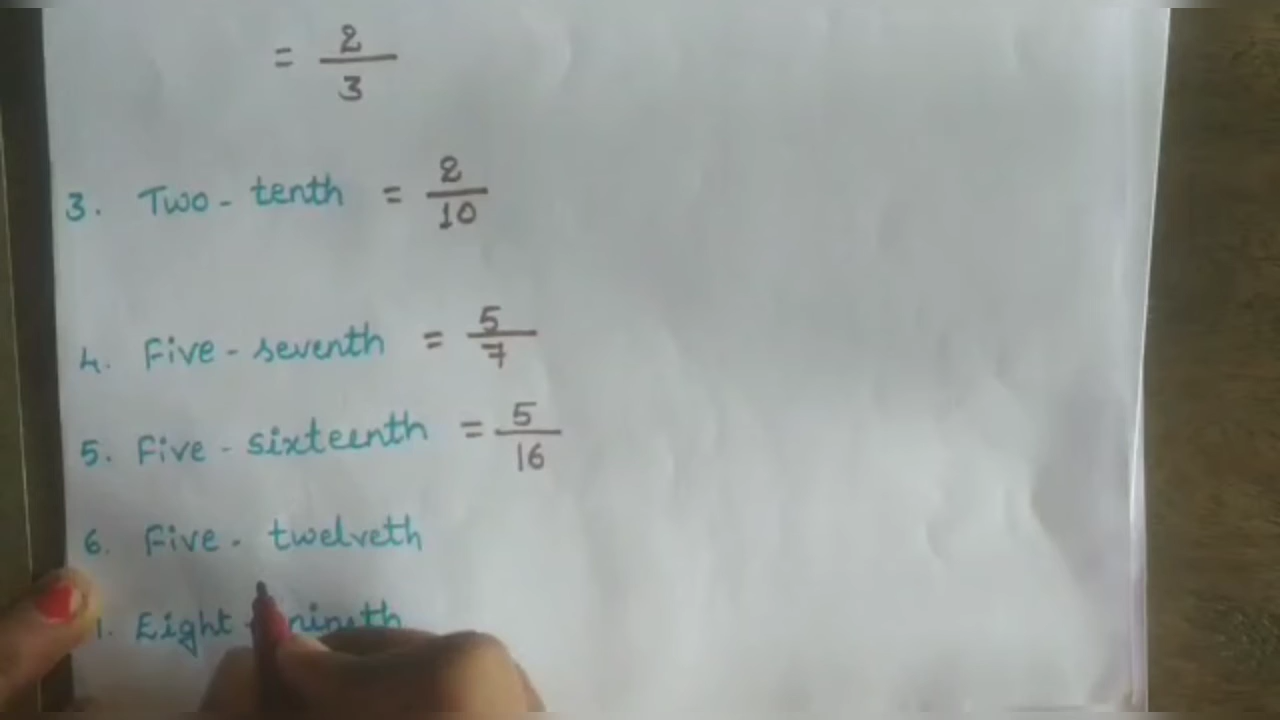 = 2/3
3. Two - tenth = 2/10
4. Five - seventh = 5/7
5. Five - sixteenth = 5/16
6. Five - twelveth
Eight - nineth